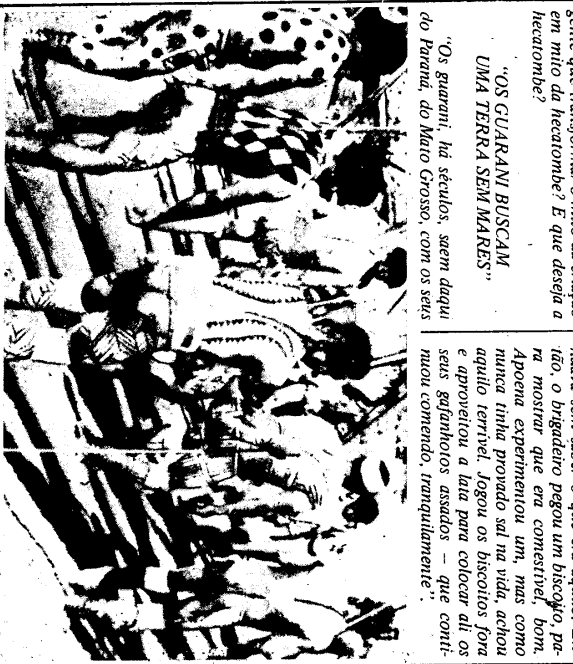 em mito da hecatombe? E que deseja a
hecatombe?
"OS GUARANI BUSCAM
UMA TERRA SEM MARES"
"Os guarani, há séculos, saem daqui
do Paraná, do Mato Grosso, com os seus
tão, o brigadeiro pegou um biscoito, pa-
ra mostrar que era comestível, bom.
Apoena experimentou um, mas como
nunca tinha provado sal na vida, achou
aquilo terrível. Jogou os biscoitos fora
e aproveitou a lata para colocar ali os
seus gafanhotos assados — que conti-
nuou comendo, tranquilamente".